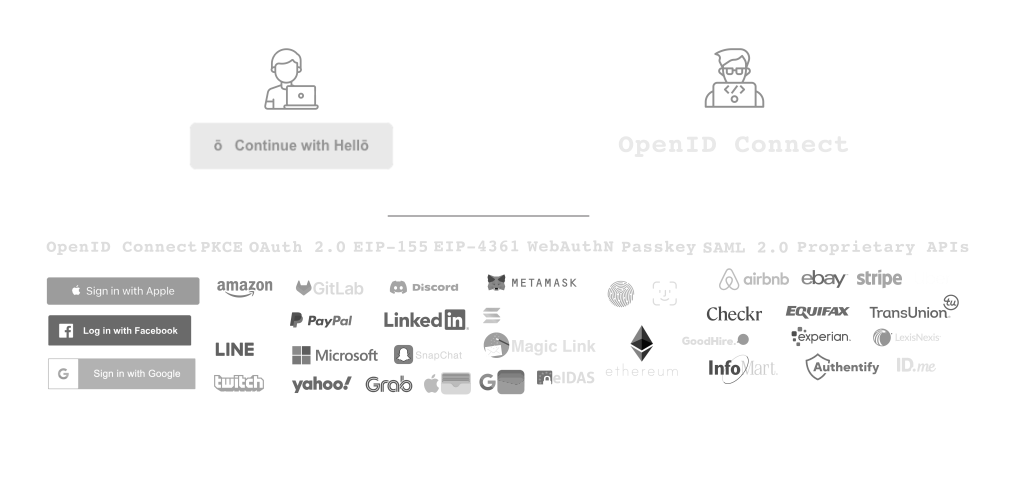 ō Continue with Hellō
OpenID Connect
OpenID Connect PKCE OAuth 2.0 EIP-155 EIP-4361 WebAuthN Passkey SAML 2.0 Proprietary APIs
Sign in with Apple
amazon
GitLab
Discord
METAMASK
airbnb
ebay
stripe
Log in with Facebook
PayPal
LinkedIn
Checkr
EQUIFAX
TransUnion
tu
LINE
Microsoft
SnapChat
Magic Link
ethereum
GoodHire.
experian.
LexisNexis
G Sign in with Google
twitch
yahoo!
Grab
G
eIDAS
InfoMart.
Authentify
ID.me